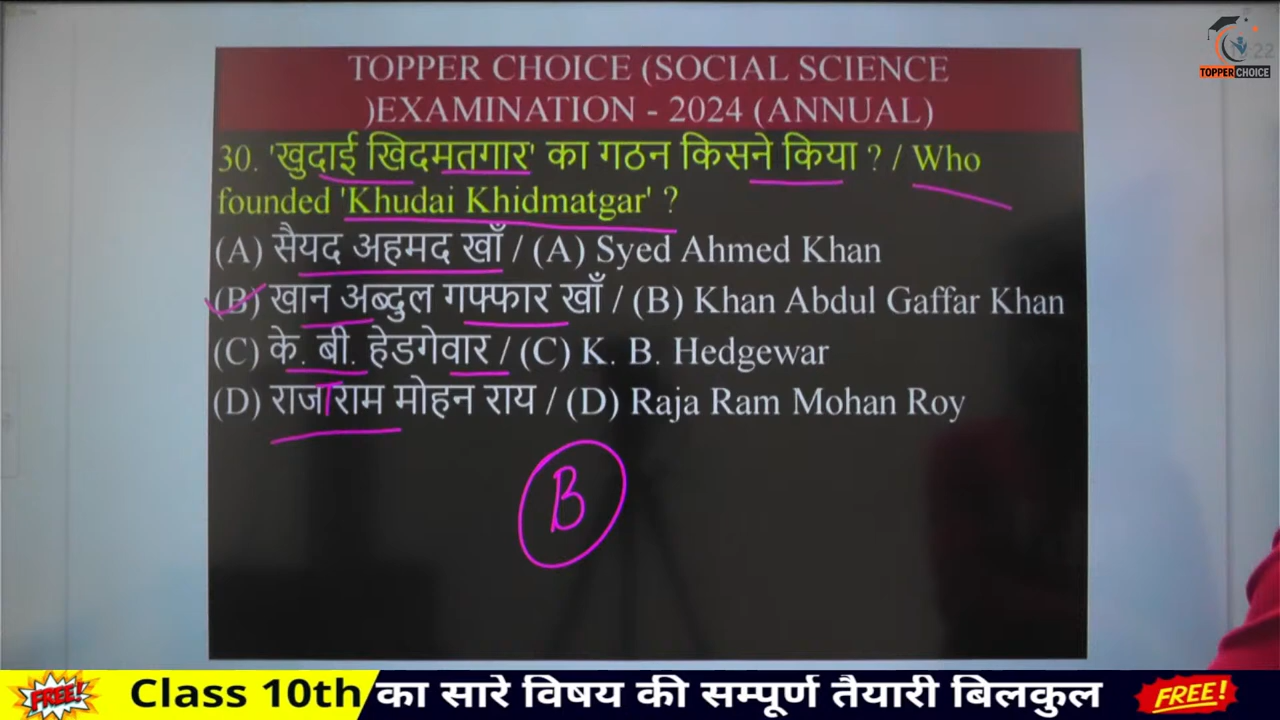 TOPPER CHOICE
TOPPER CHOICE (SOCIAL SCIENCE
)EXAMINATION - 2024 (ANNUAL)
30. 'खुदाई खिदमतगार' का गठन किसने किया ? / Who
founded 'Khudai Khidmatgar' ?
(A) सैयद अहमद खाँ / (A) Syed Ahmed Khan
(B) खान अब्दुल गफ्फार खाँ / (B) Khan Abdul Gaffar Khan
(C) के. बी. हेडगेवार / (C) K. B. Hedgewar
(D) राजा राम मोहन राय / (D) Raja Ram Mohan Roy
B
FREE! Class 10th का सारे विषय की सम्पूर्ण तैयारी बिलकुल FREE!